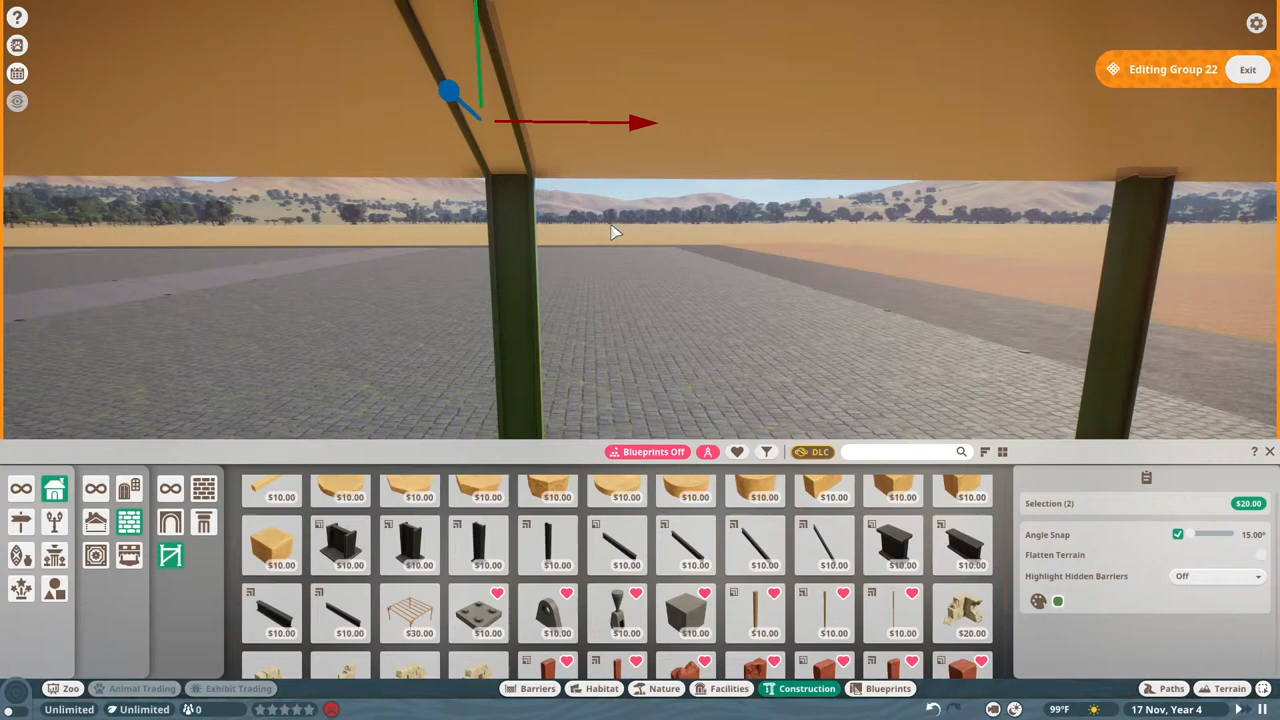 ?
Editing Group 22
Exit
Blueprints Off
DLC
?
$10.00 $10.00 $10.00 $10.00 $10.00 $10.00 $10.00 $10.00 $10.00 $10.00 $10.00
$10.00 $10.00 $10.00 $10.00 $10.00 $10.00 $10.00 $10.00 $10.00 $10.00 $10.00
$10.00 $10.00 $30.00 $10.00 $10.00 $10.00 $10.00 $10.00 $10.00 $10.00 $20.00
Selection (2)
$20.00
Angle Snap
15.00°
Flatten Terrain
Highlight Hidden Barriers
Off
Zoo
Animal Trading
Exhibit Trading
Barriers
Habitat
Nature
Facilities
Construction
Blueprints
Paths
Terrain
Unlimited
Unlimited
0
99°F
17 Nov, Year 4